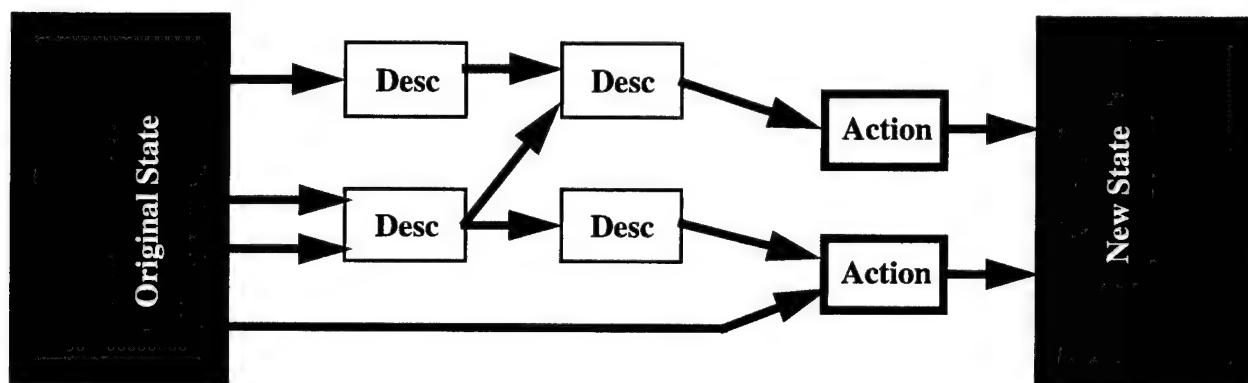 Original State
Desc
Desc
Action
Desc
Desc
Action
New State